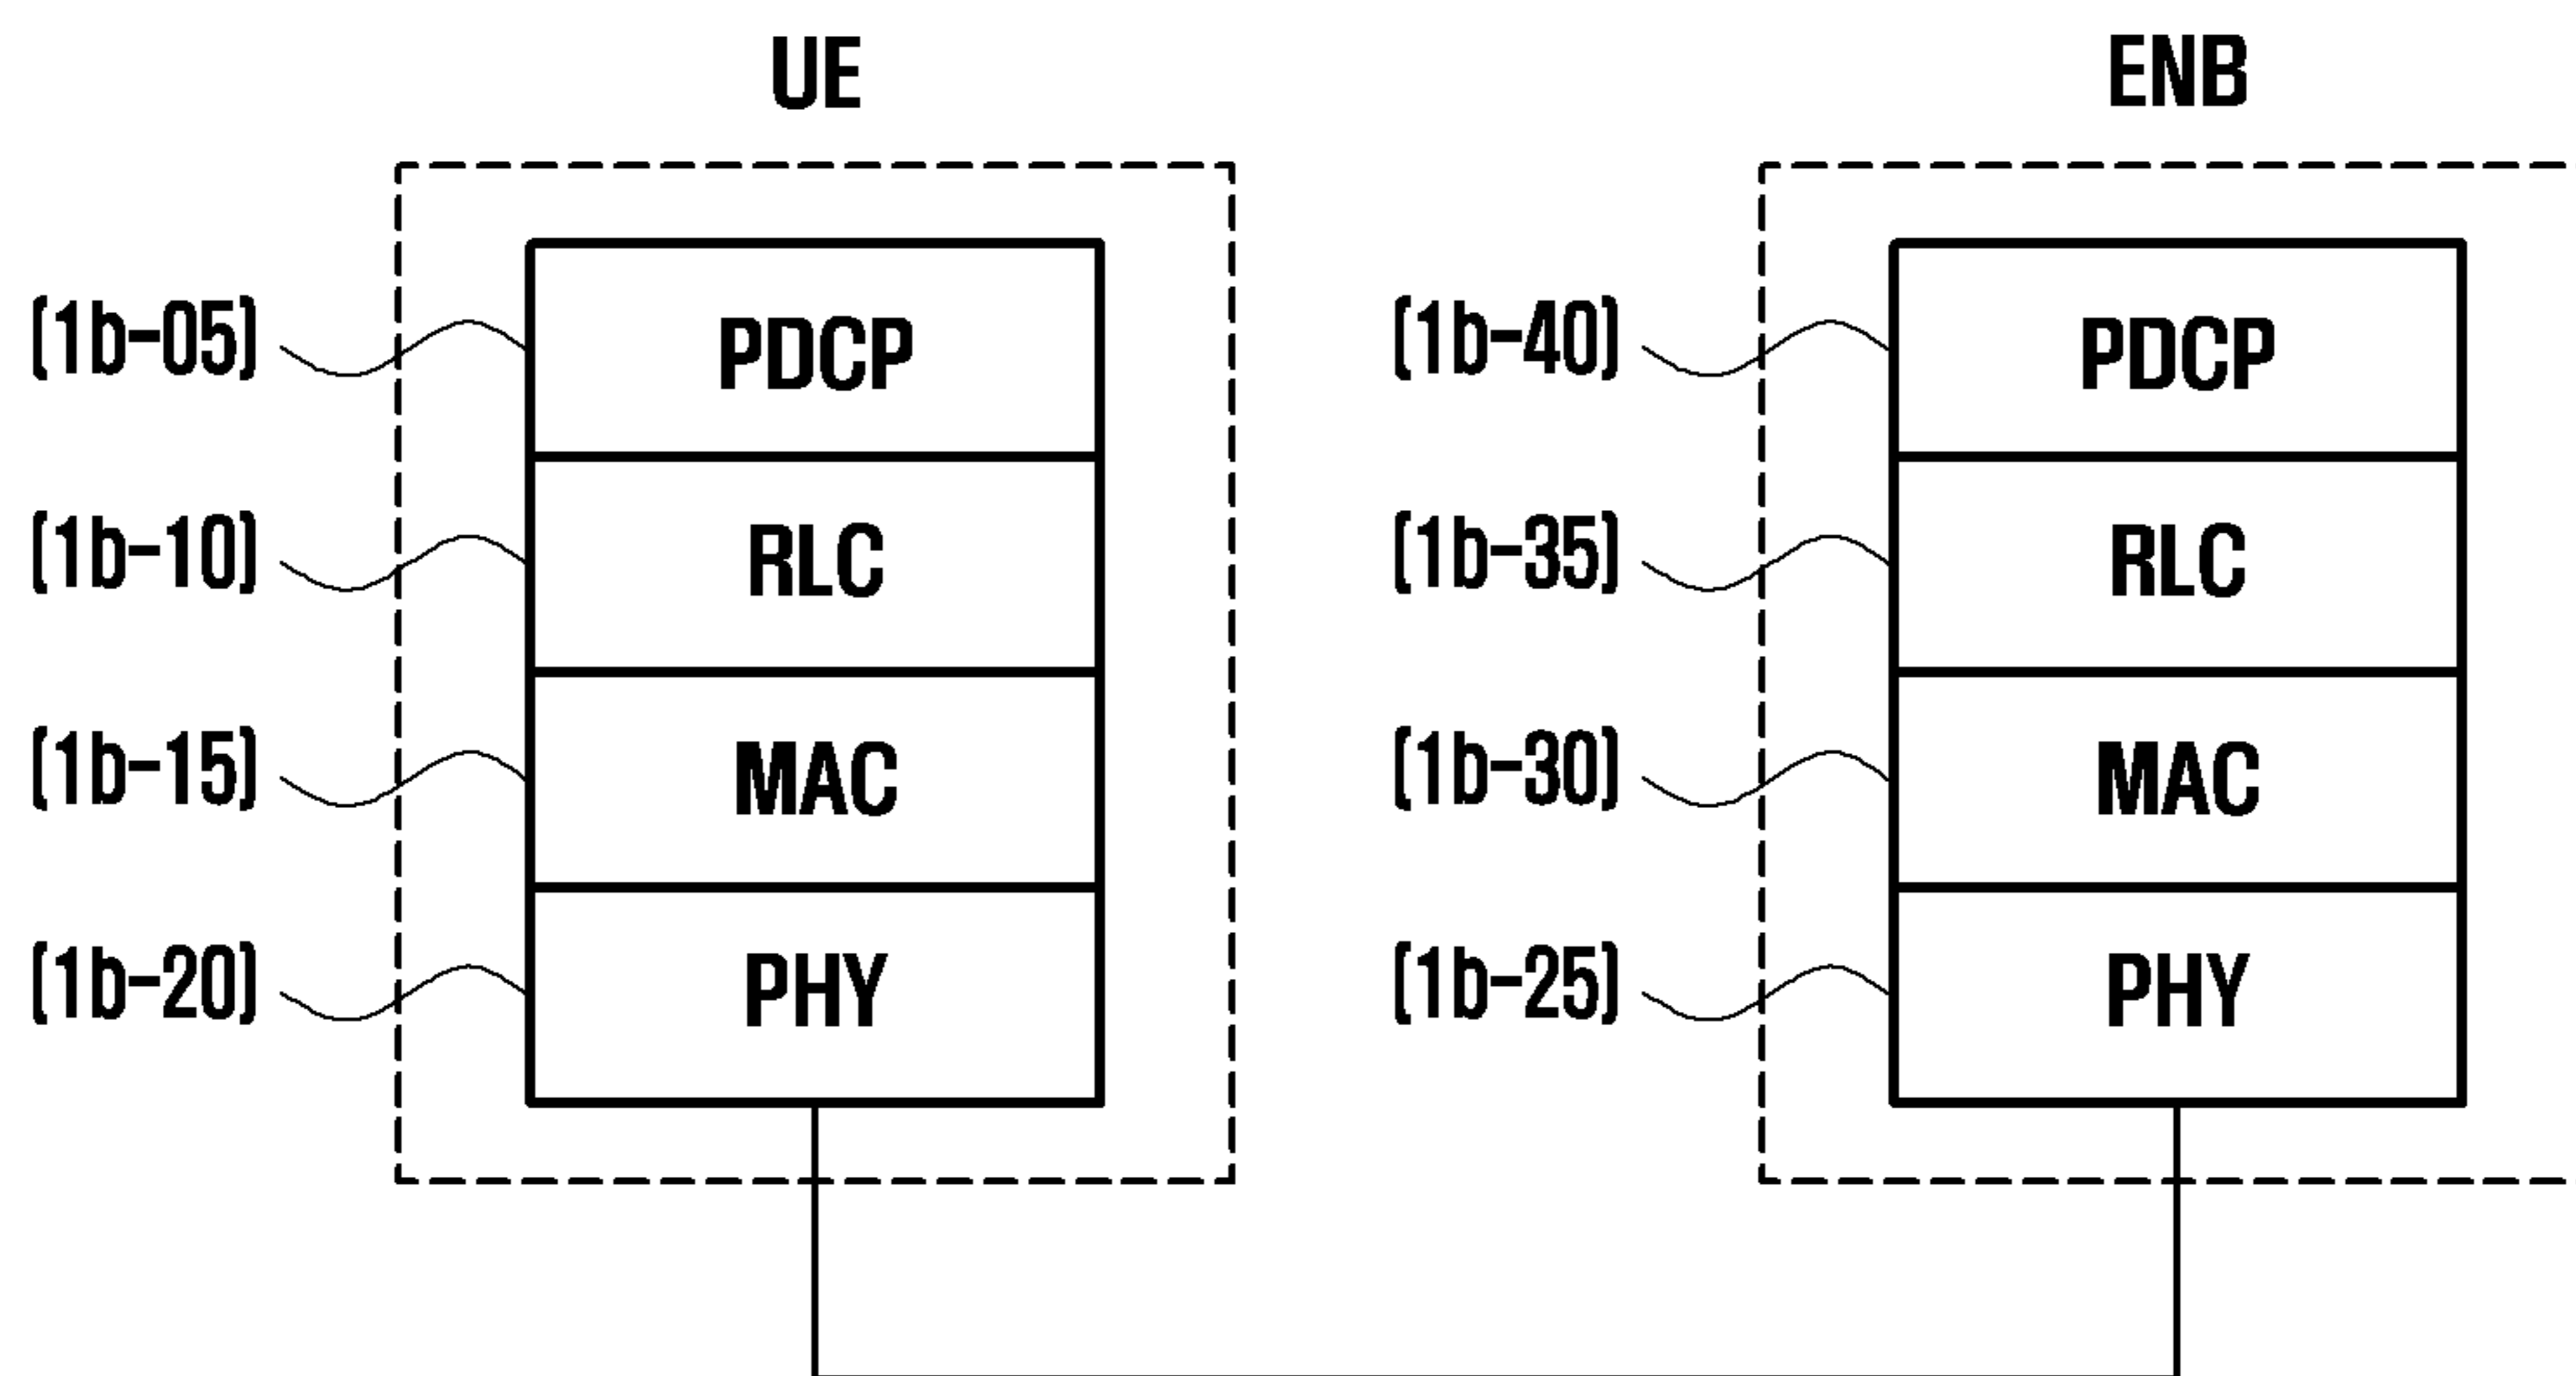 UE ENB
[1b-05] PDCP [1b-40] PDCP
[1b-10] RLC [1b-35] RLC
[1b-15] MAC [1b-30] MAC
[1b-20] PHY [1b-25] PHY